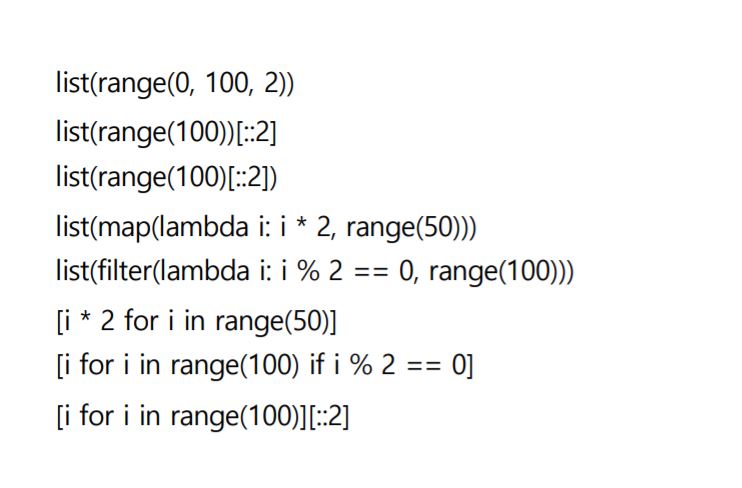 list(range(0, 100, 2))
list(range(100))[::2]
list(range(100)[::2])
list(map(lambda i: i * 2, range(50)))
list(filter(lambda i: i % 2 == 0, range(100)))
[i * 2 for i in range(50)]
[i for i in range(100) if i % 2 == 0]
[i for i in range(100)][::2]